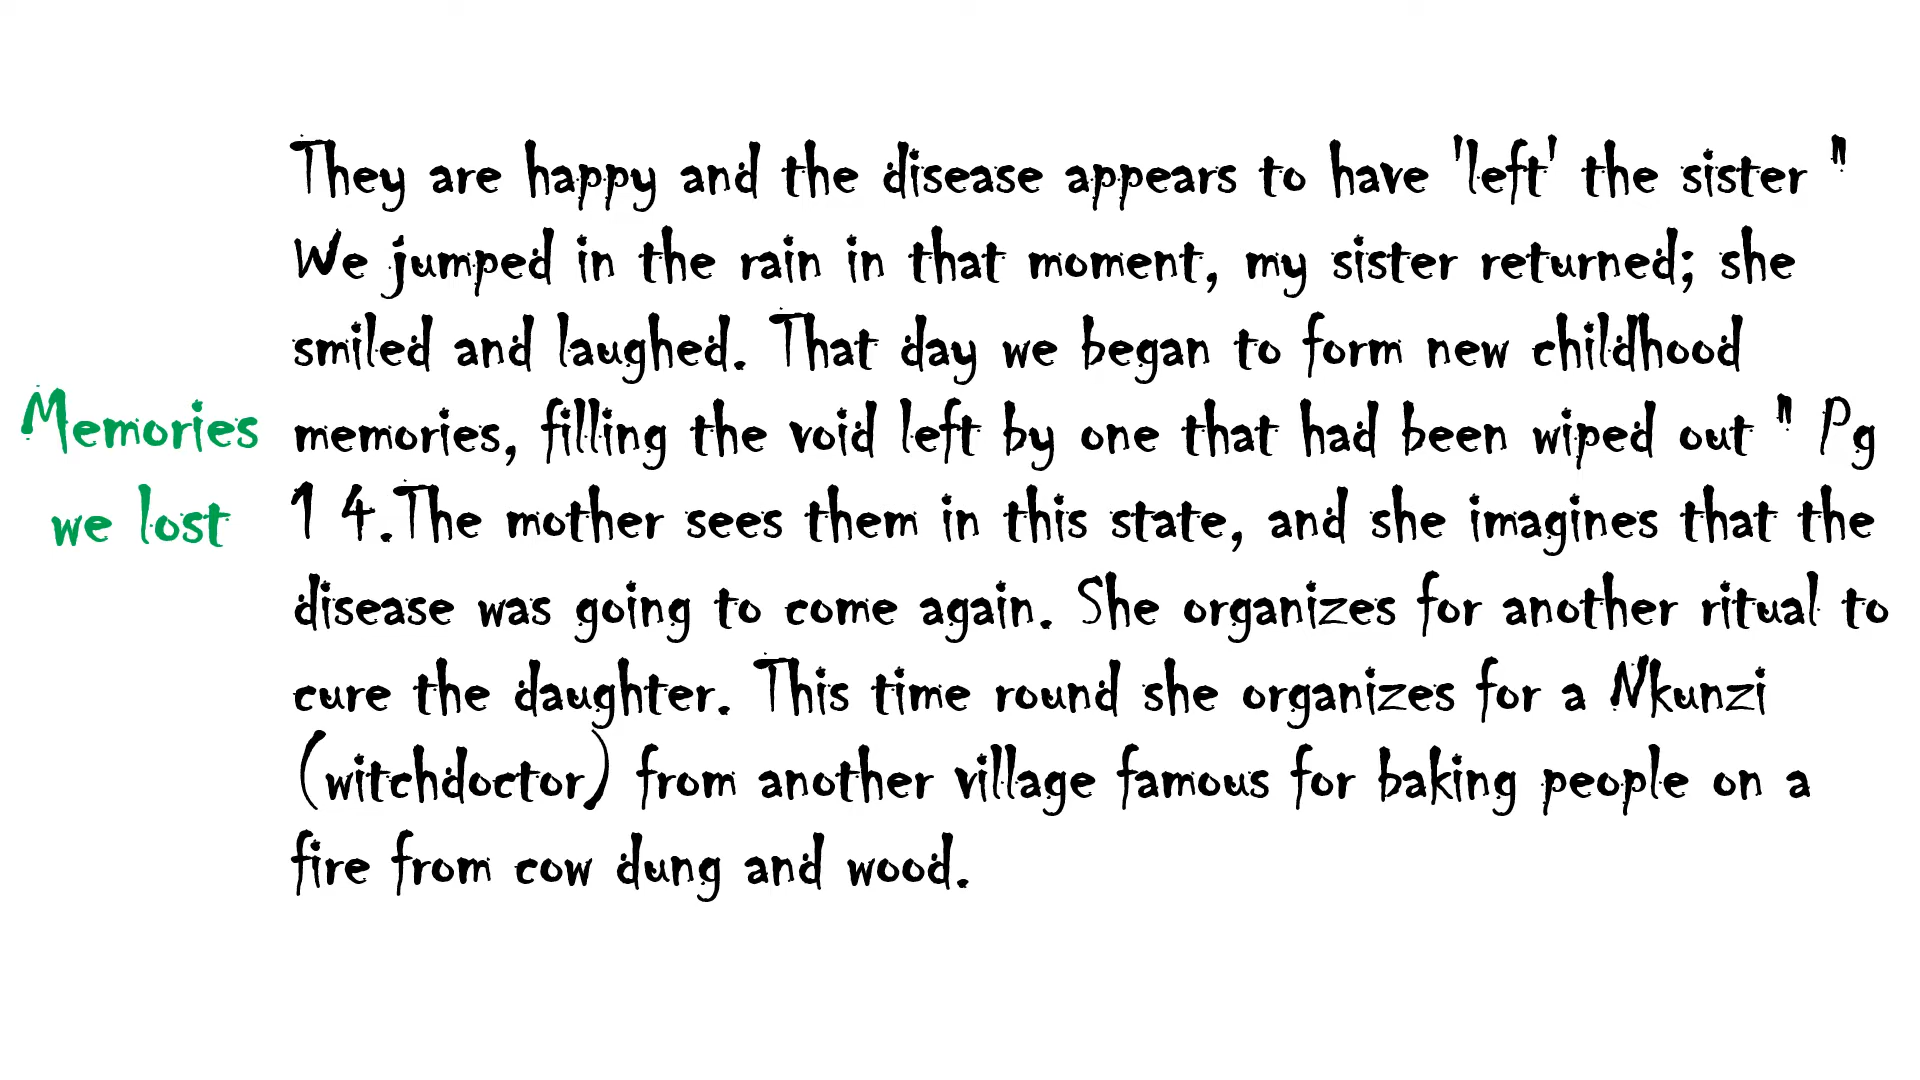 Memories
we lost
They are happy and the disease appears to have 'left' the sister "
We jumped in the rain in that moment, my sister returned; she
smiled and laughed. That day we began to form new childhood
memories, filling the void left by one that had been wiped out " Pg
1 4.The mother sees them in this state, and she imagines that the
disease was going to come again. She organizes for another ritual to
cure the daughter. This time round she organizes for a Nkunzi
(witchdoctor) from another village famous for baking people on a
fire from cow dung and wood.